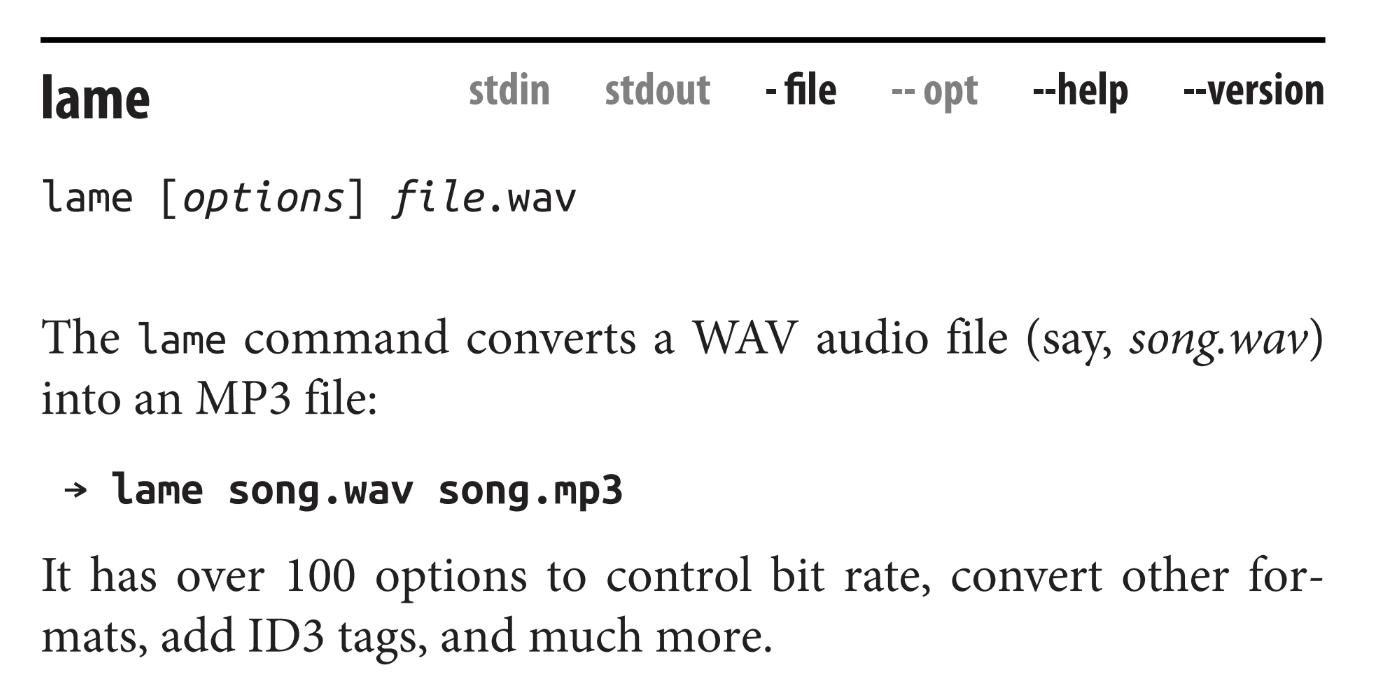 lame stdin stdout - file -- opt --help --version
lame [options] file.wav
The lame command converts a WAV audio file (say, song.wav)
into an MP3 file:
→ lame song.wav song.mp3
It has over 100 options to control bit rate, convert other for-
mats, add ID3 tags, and much more.